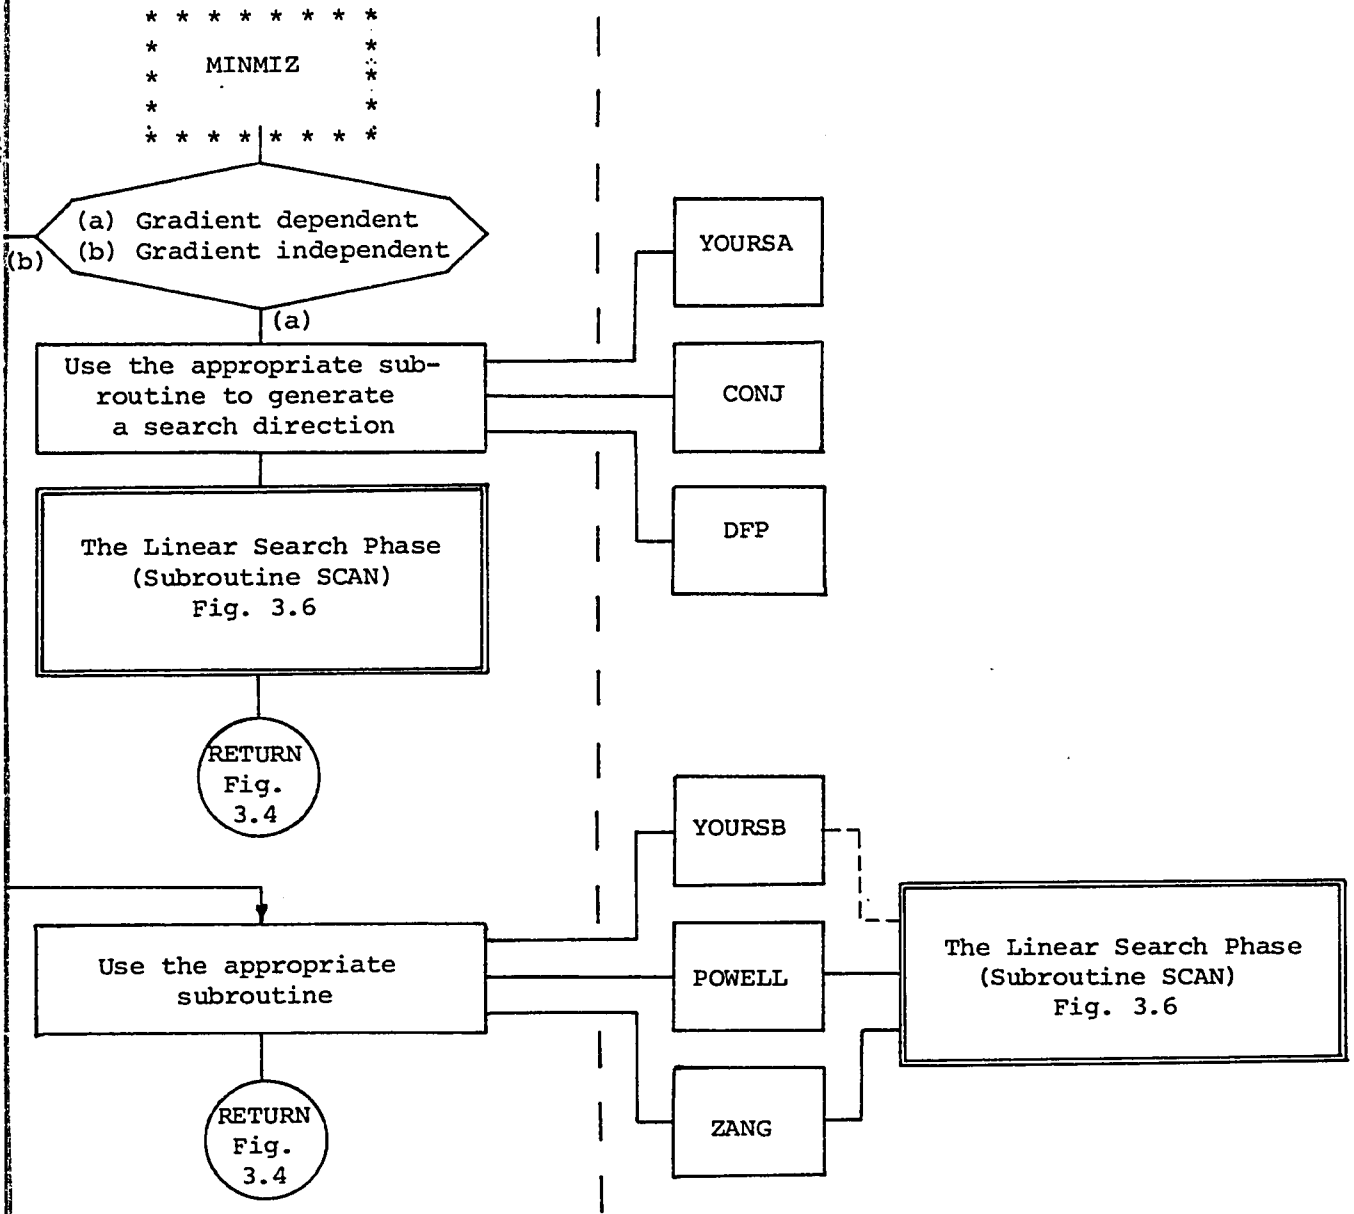 MINMIZ
(a) Gradient dependent
(b) Gradient independent
(b)
(a)
Use the appropriate sub-
routine to generate
a search direction
YOURSA
CONJ
DFP
The Linear Search Phase
(Subroutine SCAN)
Fig. 3.6
RETURN
Fig.
3.4
Use the appropriate
subroutine
YOURSB
POWELL
ZANG
The Linear Search Phase
(Subroutine SCAN)
Fig. 3.6
RETURN
Fig.
3.4